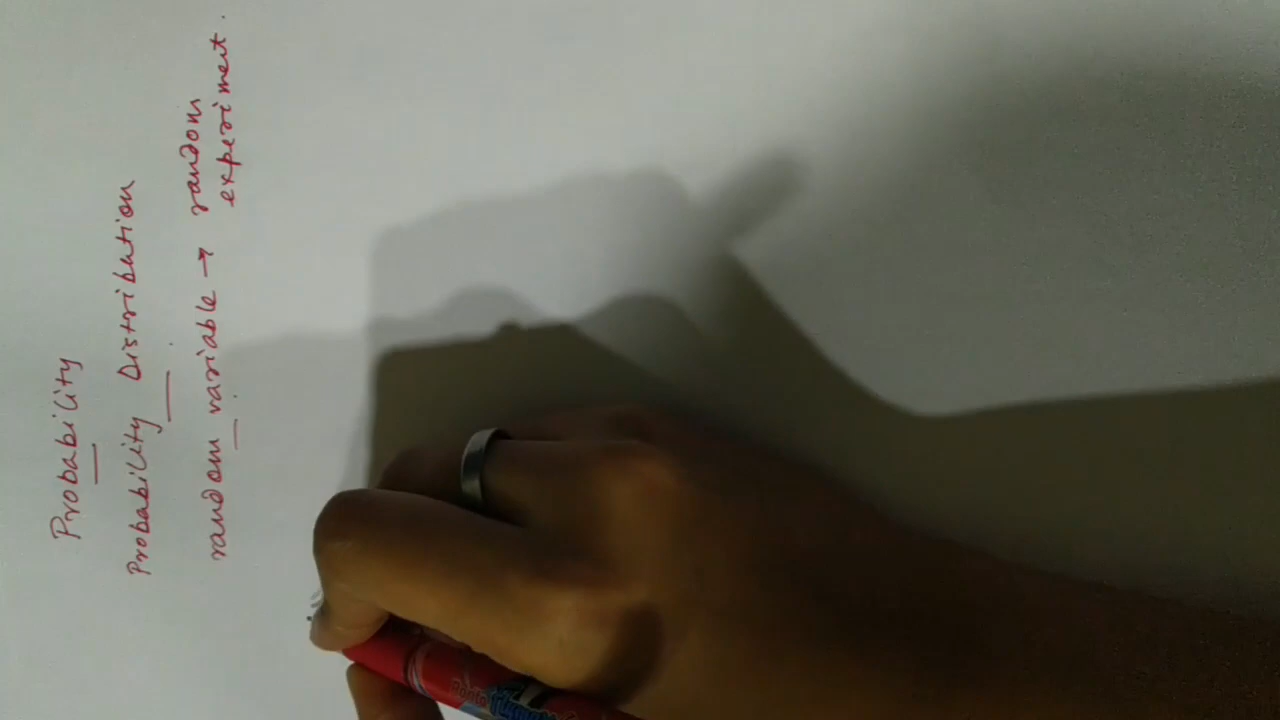 Probability
Probability Distribution
random variable → random
experiment.